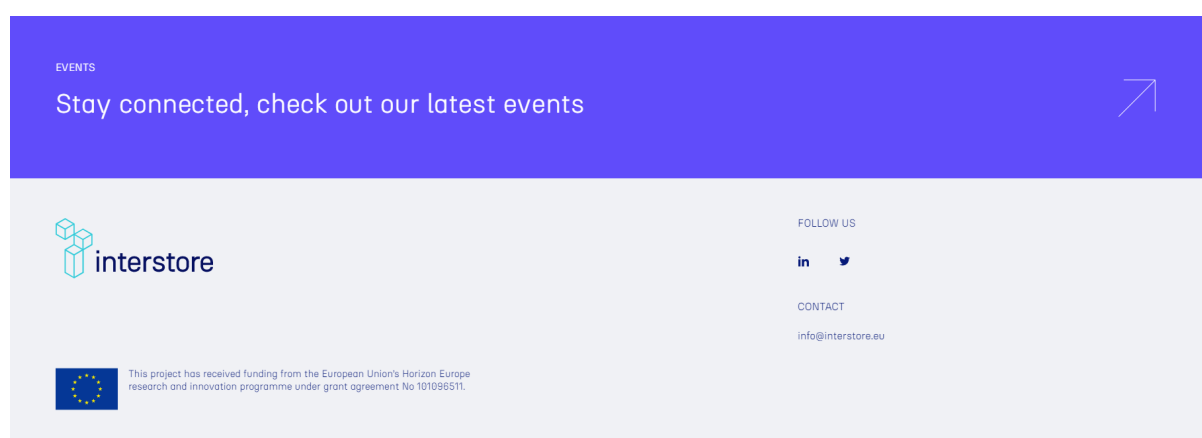 EVENTS
Stay connected, check out our latest events
interstore
FOLLOW US
in
CONTACT
info@interstore.eu
This project has received funding from the European Union's Horizon Europe
research and innovation programme under grant agreement No 101096511.